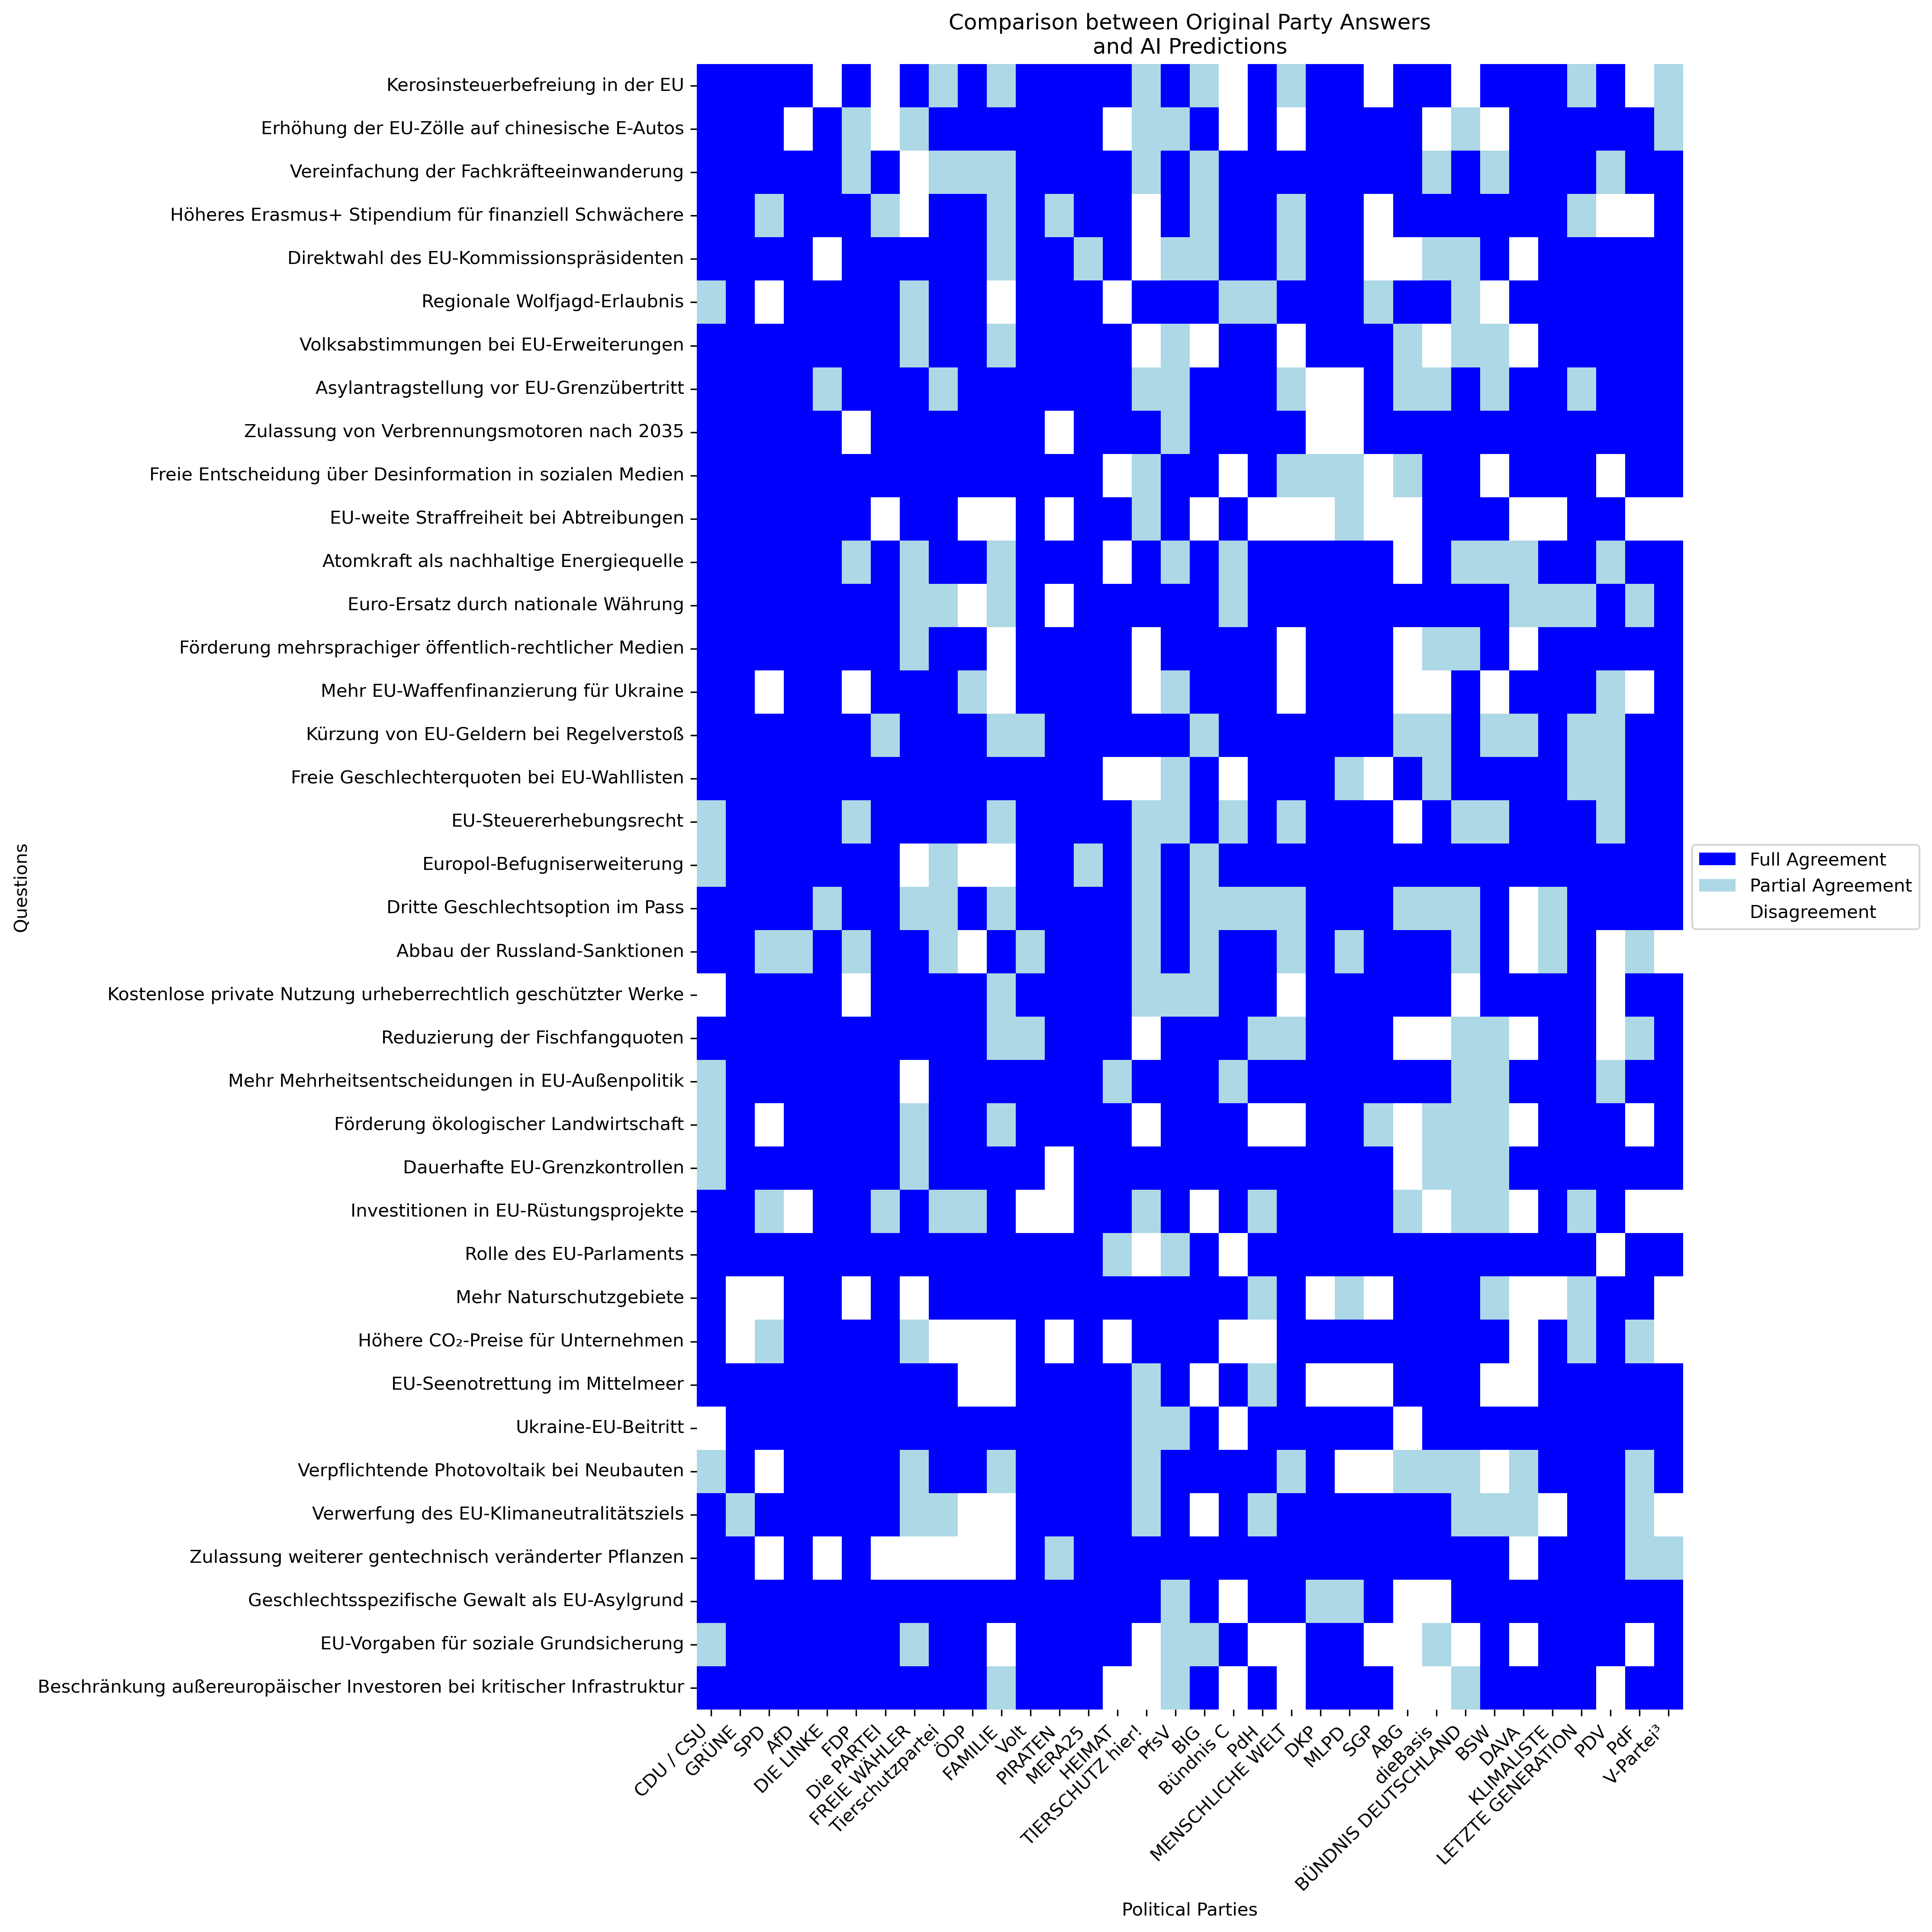 Comparison between Original Party Answers
and AI Predictions
Questions
Kerosinsteuerbefreiung in der EU
Erhöhung der EU-Zölle auf chinesische E-Autos
Vereinfachung der Fachkräfteeinwanderung
Höheres Erasmus+ Stipendium für finanziell Schwächere
Direktwahl des EU-Kommissionspräsidenten
Regionale Wolfjagd-Erlaubnis
Volksabstimmungen bei EU-Erweiterungen
Asylantragstellung vor EU-Grenzübertritt
Zulassung von Verbrennungsmotoren nach 2035
Freie Entscheidung über Desinformation in sozialen Medien
EU-weite Straffreiheit bei Abtreibungen
Atomkraft als nachhaltige Energiequelle
Euro-Ersatz durch nationale Währung
Förderung mehrsprachiger öffentlich-rechtlicher Medien
Mehr EU-Waffenfinanzierung für Ukraine
Kürzung von EU-Geldern bei Regelverstoß
Freie Geschlechterquoten bei EU-Wahllisten
EU-Steuererhebungsrecht
Europol-Befugniserweiterung
Dritte Geschlechtsoption im Pass
Abbau der Russland-Sanktionen
Kostenlose private Nutzung urheberrechtlich geschützter Werke
Reduzierung der Fischfangquoten
Mehr Mehrheitsentscheidungen in EU-Außenpolitik
Förderung ökologischer Landwirtschaft
Dauerhafte EU-Grenzkontrollen
Investitionen in EU-Rüstungsprojekte
Rolle des EU-Parlaments
Mehr Naturschutzgebiete
Höhere CO₂-Preise für Unternehmen
EU-Seenotrettung im Mittelmeer
Ukraine-EU-Beitritt
Verpflichtende Photovoltaik bei Neubauten
Verwerfung des EU-Klimaneutralitätsziels
Zulassung weiterer gentechnisch veränderter Pflanzen
Geschlechtsspezifische Gewalt als EU-Asylgrund
EU-Vorgaben für soziale Grundsicherung
Beschränkung außereuropäischer Investoren bei kritischer Infrastruktur
CDU / CSU
GRÜNE
SPD
AfD
DIE LINKE
FDP
Die PARTEI
FREIE WÄHLER
Tierschutzpartei
ÖDP
FAMILIE
Volt
PIRATEN
MERA25
HEIMAT
TIERSCHUTZ hier!
PfsV
BIG
Bündnis C
PdH
MENSCHLICHE WELT
DKP
MLPD
SGP
ABG
dieBasis
BÜNDNIS DEUTSCHLAND
BSW
DAVA
KLIMALISTE
LETZTE GENERATION
PDV
PdF
V-Partei³
Political Parties
Full Agreement
Partial Agreement
Disagreement